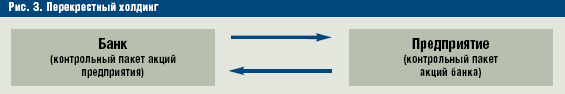 Рис. 3. Перекрестный холдинг
Банк
(контрольный пакет акций
предприятия)
Предприятие
(контрольный пакет
акций банка)